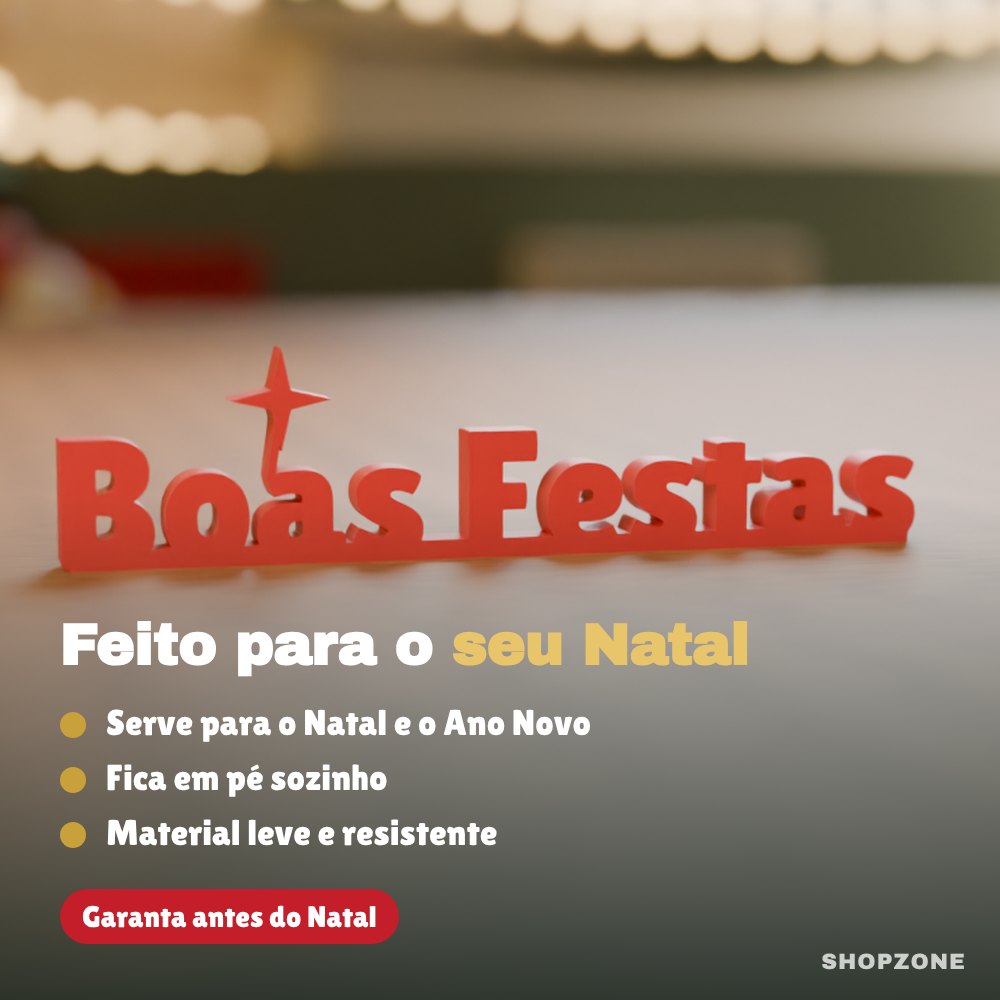 Boas Festas
Feito para o seu Natal
Serve para o Natal e o Ano Novo
Fica em pé sozinho
Material leve e resistente
Garanta antes do Natal
SHOPZONE